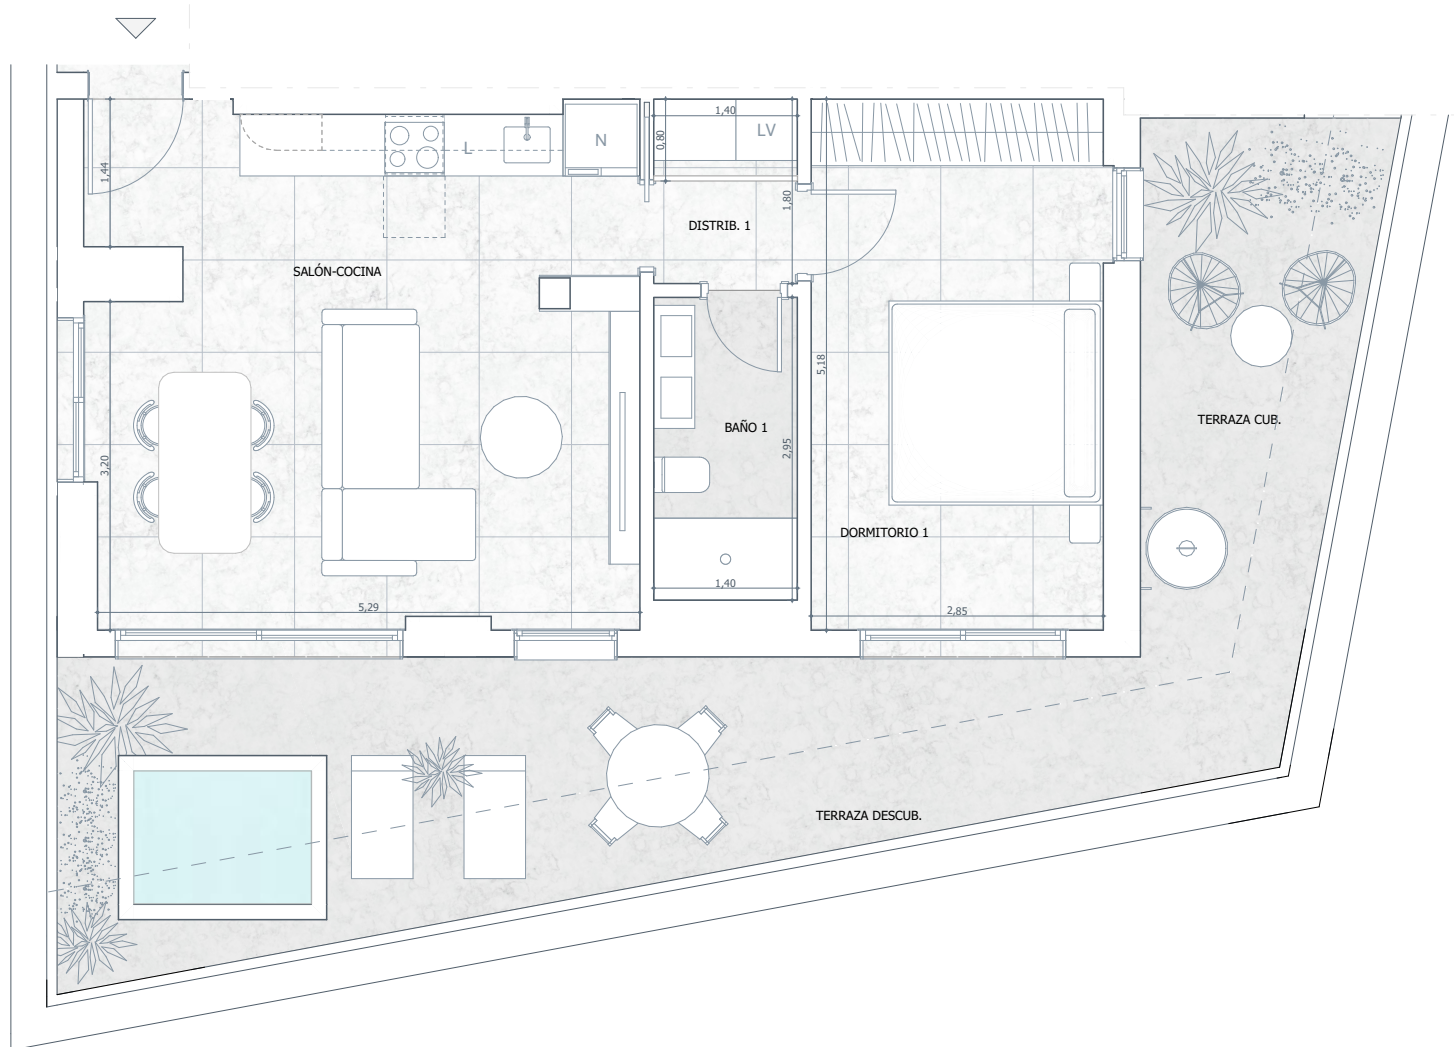 1,40
LV
0,80
N
L
1,44
1,80
DISTRIB. 1
SALÓN-COCINA
5,18
BAÑO 1
TERRAZA CUB.
3,20
2,95
DORMITORIO 1
1,40
5,29
2,85
TERRAZA DESCUB.